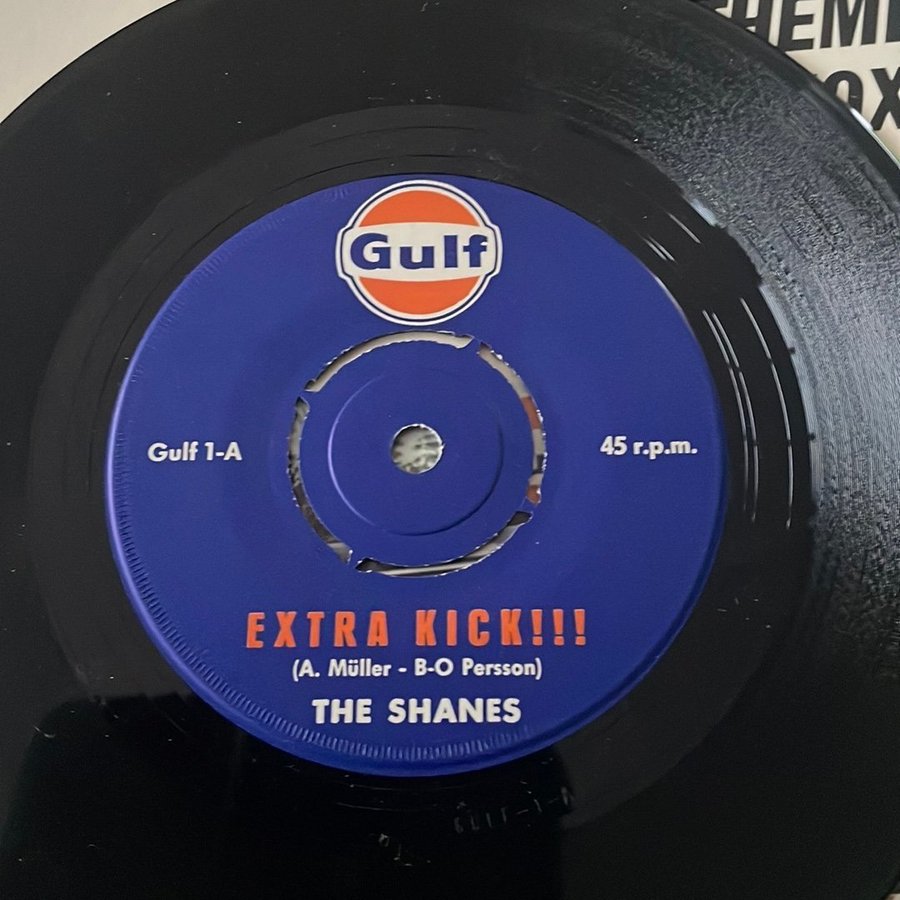 Gulf
Gulf 1-A
45 r.p.m.
EXTRA KICK!!!
(A. Müller - B-O Persson)
THE SHANES